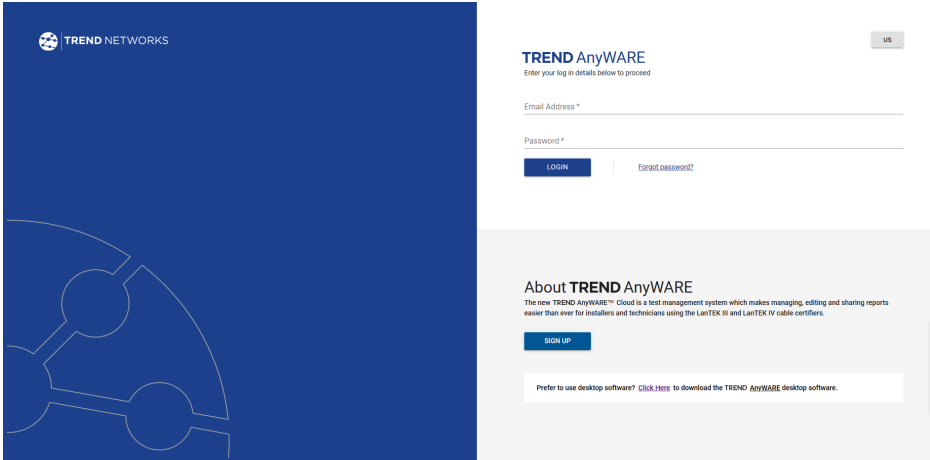 TREND NETWORKS
US
TREND AnyWARE
Enter your log in details below to proceed
Email Address *
Password *
LOGIN
Forgot password?
About TREND AnyWARE
The new TREND AnyWARE™ Cloud is a test management system which makes managing, editing and sharing reports
easier than ever for installers and technicians using the LanTEK III and LanTEK IV cable certifiers.
SIGN UP
Prefer to use desktop software? Click Here to download the TREND AnyWARE desktop software.